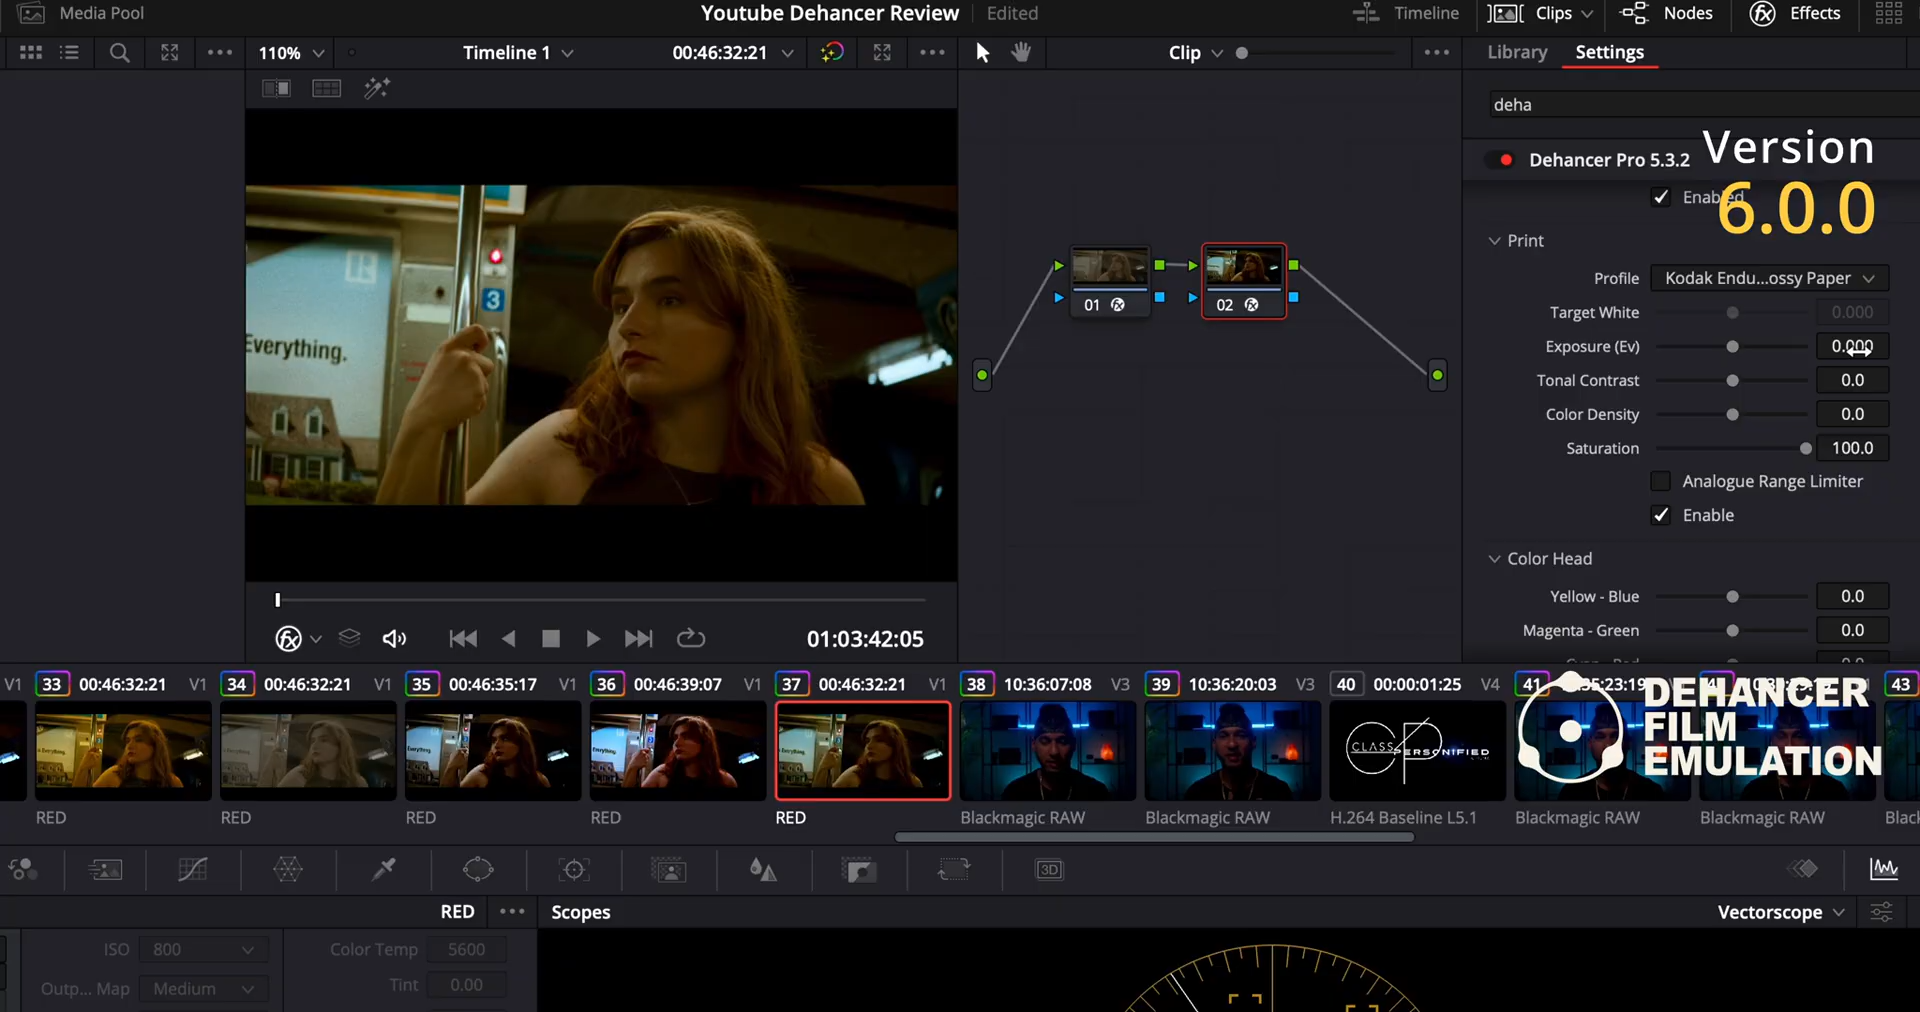 Media Pool
Youtube Dehancer Review
Edited
Timeline
Clips
Nodes
Effects
110%
Timeline 1
00:46:32:21
Clip
Library
Settings
deha
Version
6.0.0
Dehancer Pro 5.3.2
Enabled
Print
Profile
Kodak Endu...ossy Paper
Target White
0.000
Exposure (Ev)
0.000
Tonal Contrast
0.0
Color Density
0.0
Saturation
100.0
Analogue Range Limiter
Enable
Color Head
Yellow - Blue
0.0
Magenta - Green
0.0
3
Everything.
01
02
01:03:42:05
V1
33 00:46:32:21 V1
34 00:46:32:21 V1
35 00:46:35:17 V1
36 00:46:39:07 V1
37 00:46:32:21 V1
38 10:36:07:08 V3
39 10:36:20:03 V3
40 00:00:01:25 V4
41
43
CLASS PERSONIFIED
DEHANCER
FILM
EMULATION
RED
RED
RED
RED
RED
Blackmagic RAW
Blackmagic RAW
H.264 Baseline L5.1
Blackmagic RAW
Blackmagic RAW
Black
3D
RED
Scopes
Vectorscope
ISO
800
Color Temp
5600
Outp... Map
Medium
Tint
0.00